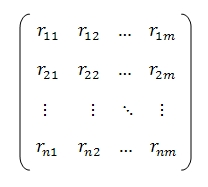 r₁₁ r₁₂ … r₁ₘ
r₂₁ r₂₂ … r₂ₘ
⋮ ⋮ ⋱ ⋮
rₙ₁ rₙ₂ … rₙₘ